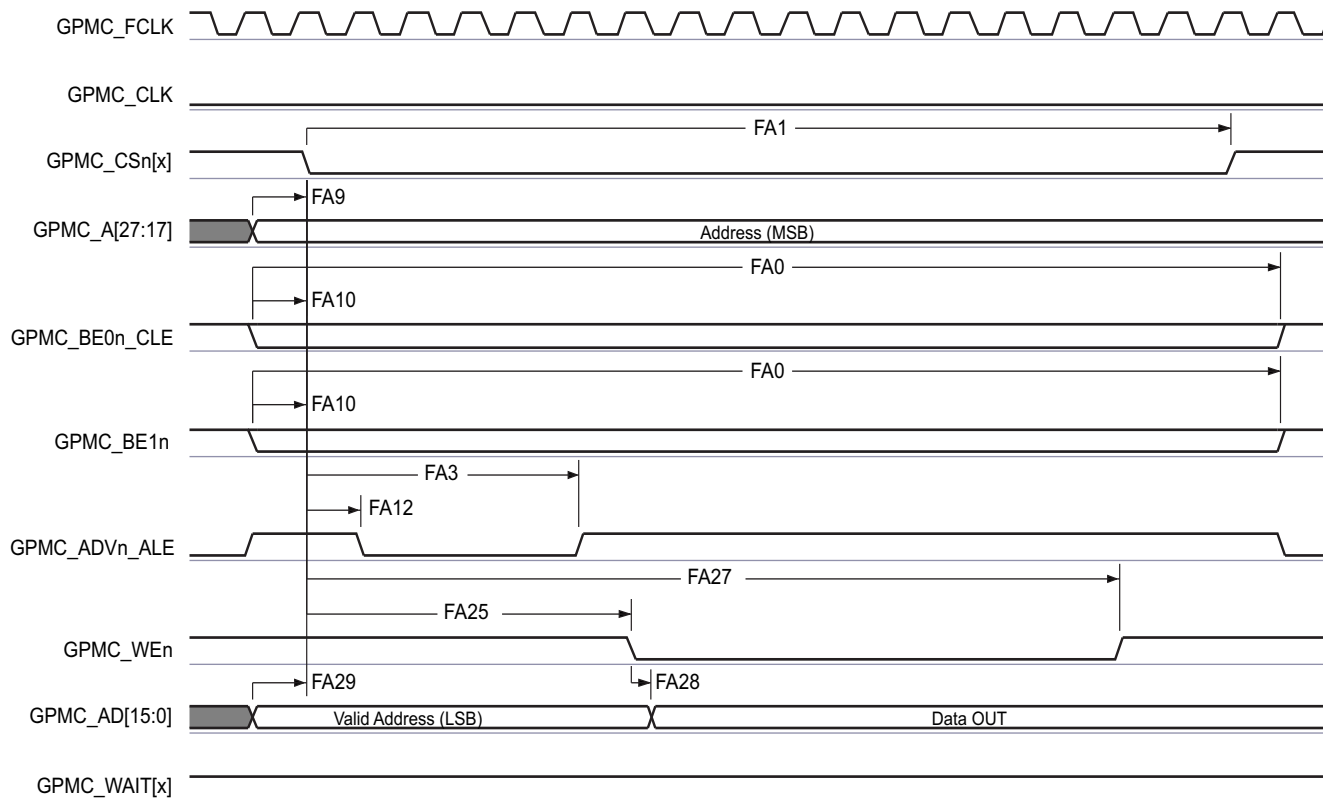 GPMC_FCLK
GPMC_CLK
FA1
GPMC_CSn[x]
FA9
GPMC_A[27:17]
Address (MSB)
FA0
FA10
GPMC_BE0n_CLE
FA0
FA10
GPMC_BE1n
FA3
FA12
GPMC_ADVn_ALE
FA27
FA25
GPMC_WEn
FA29
FA28
GPMC_AD[15:0]
Valid Address (LSB)
Data OUT
GPMC_WAIT[x]